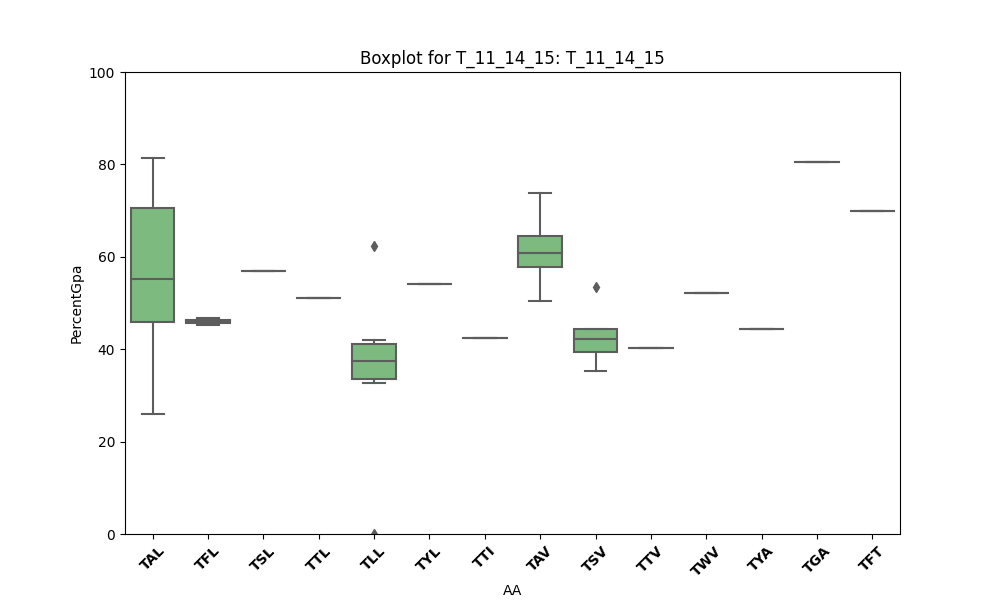 Boxplot for T_11_14_15: T_11_14_15
100
80
60
40
20
0
PercentGpa
TAL TFL TSL TTL TLL TYL TTI TAV TSV TTV TWV TYA TGA TFT
AA